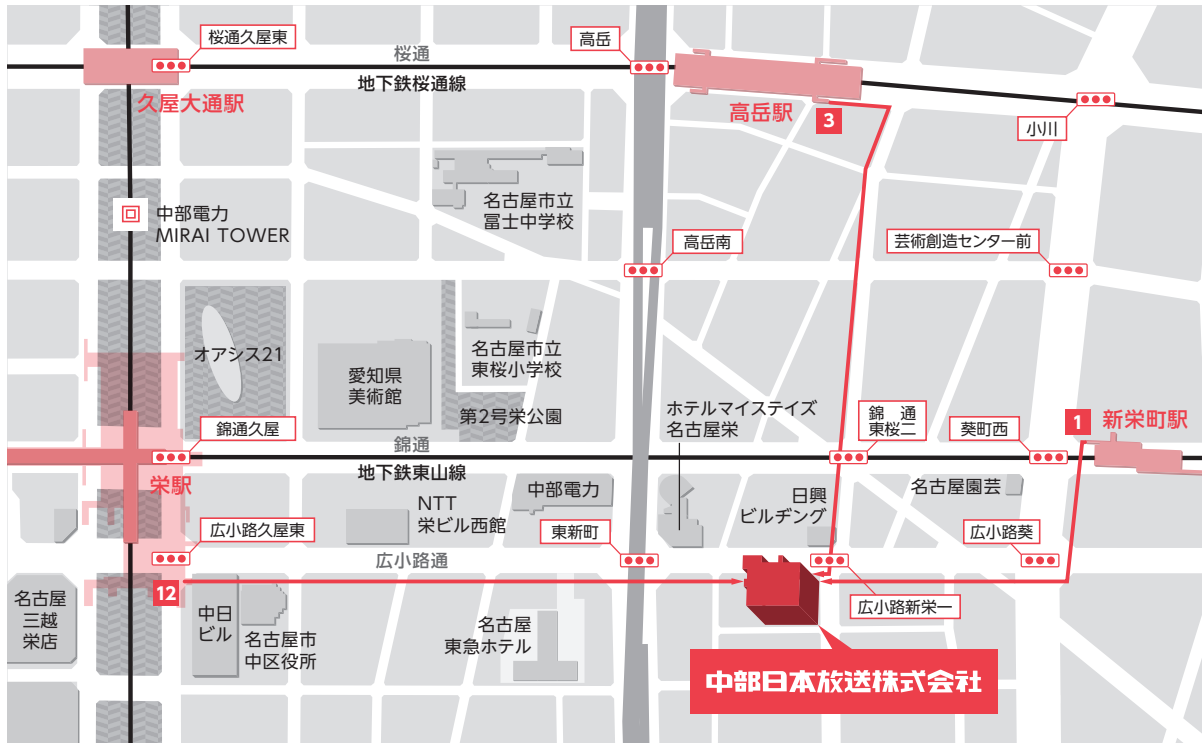 桜通久屋東
桜通
高岳
地下鉄桜通線
久屋大通駅
高岳駅
3
小川
中部電力
MIRAI TOWER
名古屋市立
冨士中学校
高岳南
芸術創造センター前
オアシス21
愛知県
美術館
名古屋市立
東桜小学校
第2号栄公園
ホテルマイステイズ
名古屋栄
錦 通
東桜二
葵町西
1
新栄町駅
錦通久屋
錦通
地下鉄東山線
栄駅
NTT
栄ビル西館
中部電力
日興
ビルヂング
名古屋園芸
広小路久屋東
広小路通
東新町
広小路葵
12
名古屋
三越
栄店
中日
ビル
名古屋市
中区役所
名古屋
東急ホテル
広小路新栄一
中部日本放送株式会社